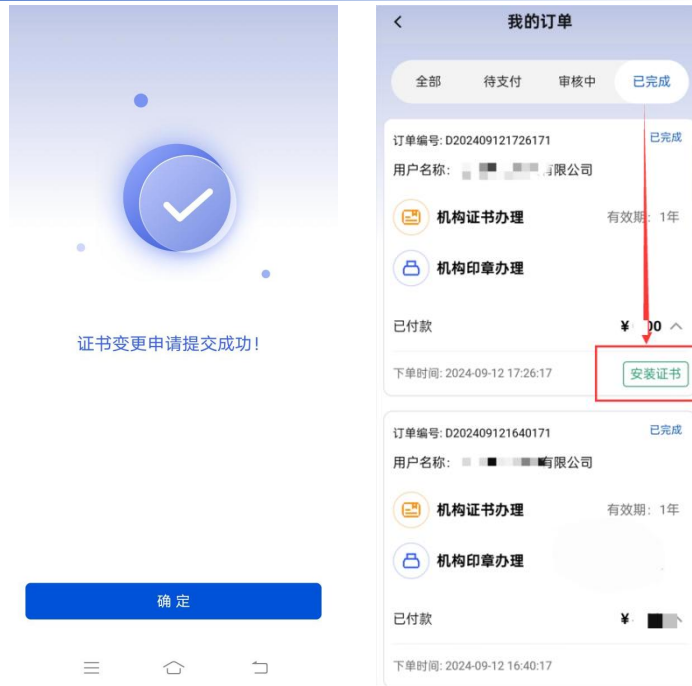 证书变更申请提交成功！
确定
我的订单
全部
待支付
审核中
已完成
订单编号: D202409121726171
已完成
用户名称:
有限公司
机构证书办理
有效期: 1年
机构印章办理
已付款
¥ 00
下单时间: 2024-09-12 17:26:17
安装证书
订单编号: D202409121640171
已完成
用户名称:
有限公司
机构证书办理
有效期: 1年
机构印章办理
已付款
¥
下单时间: 2024-09-12 16:40:17